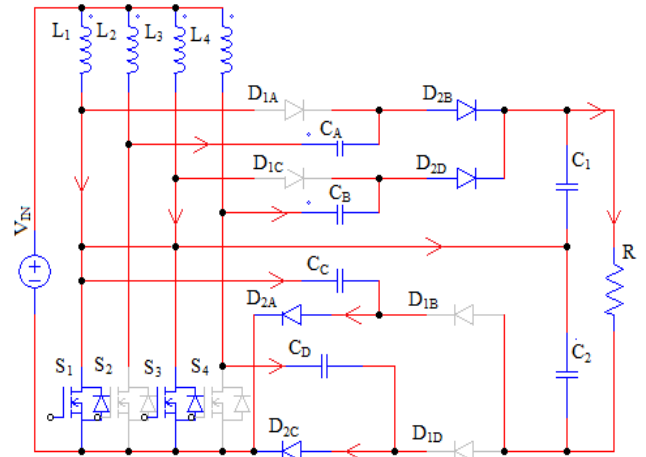 L1 L2 L3 L4
D1A D2B
CA C1
D1C D2D
CB
VIN
R
CC
D2A D1B
CD C2
S1 S2 S3 S4
D2C D1D